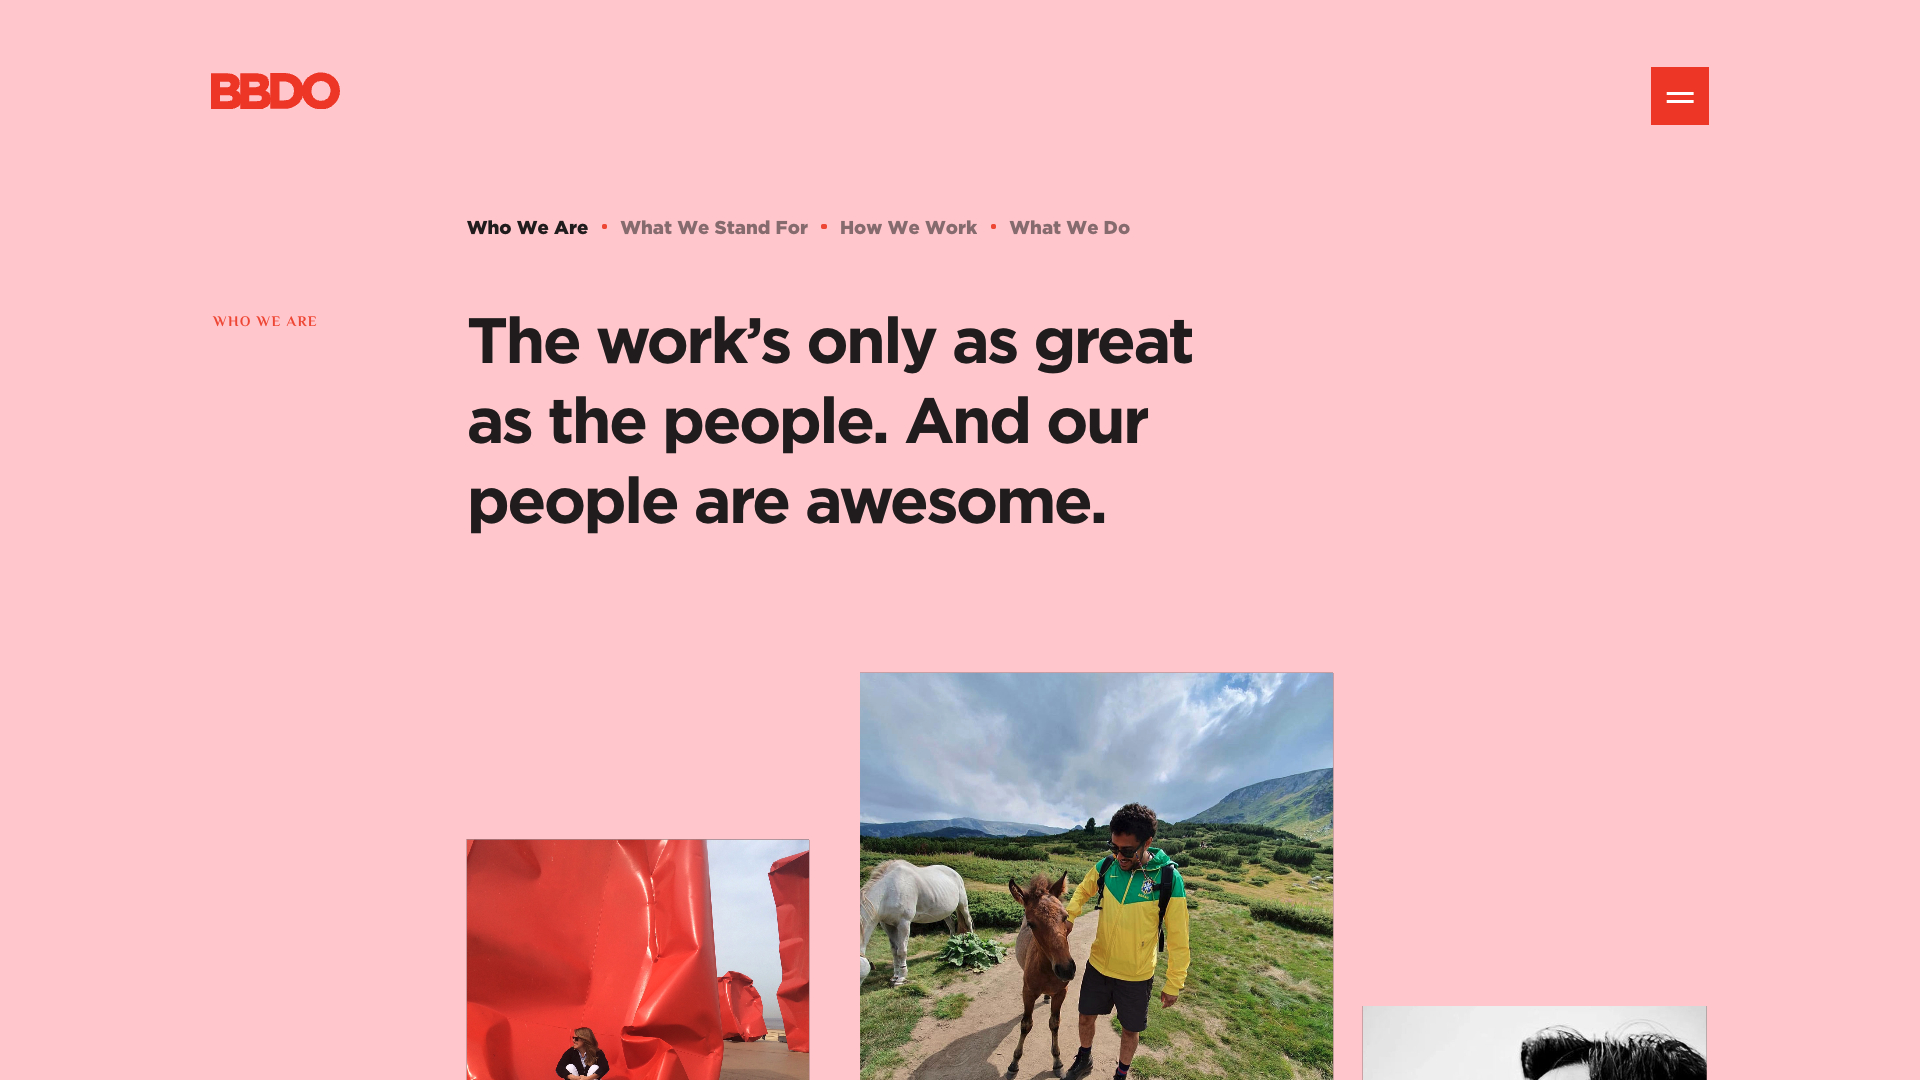 BBDO
Who We Are • What We Stand For • How We Work • What We Do
WHO WE ARE
The work’s only as great
as the people. And our
people are awesome.